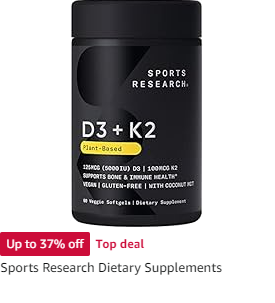 SPORTS
RESEARCH®
D3 + K2
Plant-Based
125MCG (5000IU) D3 | 100MCG K2
SUPPORTS BONE & IMMUNE HEALTH*
VEGAN | GLUTEN-FREE | WITH COCONUT MCT
60 Veggie Softgels | Dietary Supplement
Up to 37% off Top deal
Sports Research Dietary Supplements